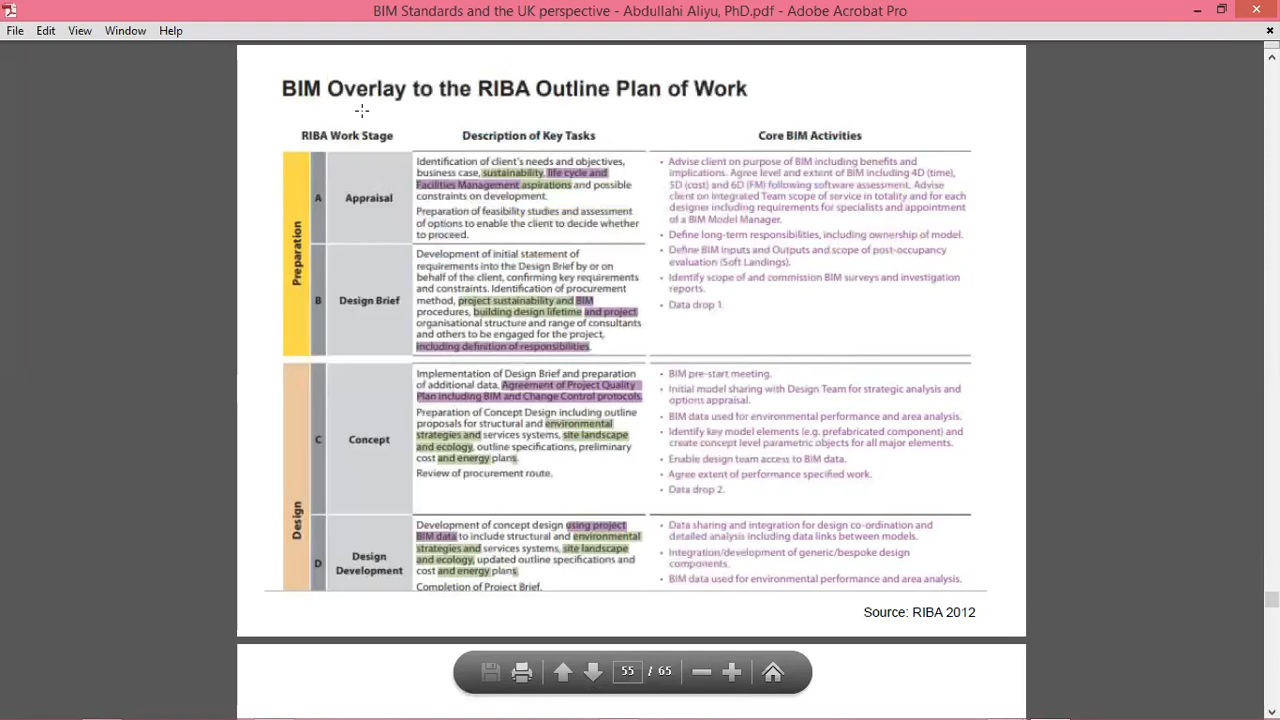 BIM Standards and the UK perspective - Abdullahi Aliyu, PhD.pdf - Adobe Acrobat Pro
File Edit View Window Help
BIM Overlay to the RIBA Outline Plan of Work
RIBA Work Stage
Description of Key Tasks
Core BIM Activities
Preparation
A
Appraisal
Identification of client's needs and objectives,
business case, sustainability, life cycle and
Facilities Management aspirations and possible
constraints on development.
Preparation of feasibility studies and assessment
of options to enable the client to decide whether
to proceed.
• Advise client on purpose of BIM including benefits and
implications. Agree level and extent of BIM including 4D (time),
5D (cost) and 6D (FM) following software assessment. Advise
client on Integrated Team scope of service in totality and for each
designer including requirements for specialists and appointment
of a BIM Model Manager.
• Define long-term responsibilities, including ownership of model.
• Define BIM Inputs and Outputs and scope of post-occupancy
evaluation (Soft Landings).
• Identify scope of and commission BIM surveys and investigation
reports.
• Data drop 1.
B
Design Brief
Development of initial statement of
requirements into the Design Brief by or on
behalf of the client, confirming key requirements
and constraints. Identification of procurement
method, project sustainability and BIM
procedures, building design lifetime and project
organisational structure and range of consultants
and others to be engaged for the project,
including definition of responsibilities.
Design
C
Concept
Implementation of Design Brief and preparation
of additional data. Agreement of Project Quality
Plan including BIM and Change Control protocols.
Preparation of Concept Design including outline
proposals for structural and environmental
strategies and services systems, site landscape
and ecology, outline specifications, preliminary
cost and energy plans.
Review of procurement route.
• BIM pre-start meeting.
• Initial model sharing with Design Team for strategic analysis and
options appraisal.
• BIM data used for environmental performance and area analysis.
• Identify key model elements (e.g. prefabricated component) and
create concept level parametric objects for all major elements.
• Enable design team access to BIM data.
• Agree extent of performance specified work.
• Data drop 2.
D
Design
Development
Development of concept design using project
BIM data to include structural and environmental
strategies and services systems, site landscape
and ecology, updated outline specifications and
cost and energy plans.
Completion of Project Brief.
• Data sharing and integration for design co-ordination and
detailed analysis including data links between models.
• Integration/development of generic/bespoke design
components.
• BIM data used for environmental performance and area analysis.
Source: RIBA 2012
55 / 65